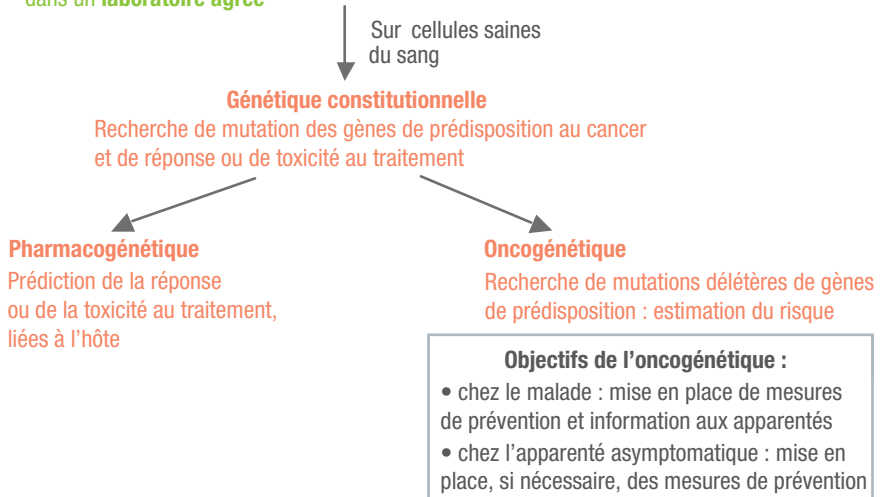 dans un laboratoire agréé
Sur cellules saines
du sang
Génétique constitutionnelle
Recherche de mutation des gènes de prédisposition au cancer
et de réponse ou de toxicité au traitement
Pharmacogénétique
Prédiction de la réponse
ou de la toxicité au traitement,
liées à l’hôte
Oncogénétique
Recherche de mutations délétères de gènes
de prédisposition : estimation du risque
Objectifs de l’oncogénétique :
• chez le malade : mise en place de mesures
de prévention et information aux apparentés
• chez l’apparenté asymptomatique : mise en
place, si nécessaire, des mesures de prévention